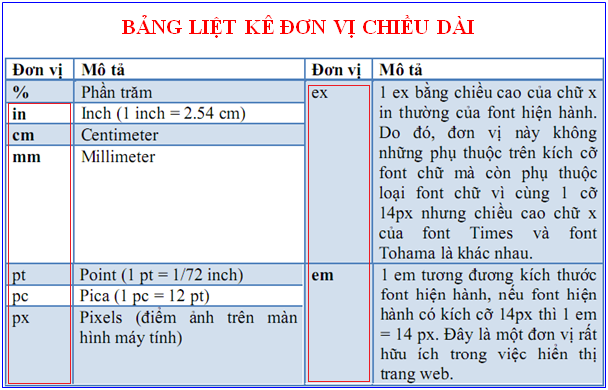 BẢNG LIỆT KÊ ĐƠN VỊ CHIỀU DÀI
Đơn vị Mô tả Đơn vị Mô tả
% Phần trăm
in Inch (1 inch = 2.54 cm)
cm Centimeter
mm Millimeter
ex 1 ex bằng chiều cao của chữ x
in thường của font hiện hành.
Do đó, đơn vị này không
những phụ thuộc trên kích cỡ
font chữ mà còn phụ thuộc
loại font chữ vì cùng 1 cỡ
14px nhưng chiều cao chữ x
của font Times và font
Tohama là khác nhau.
pt Point (1 pt = 1/72 inch)
pc Pica (1 pc = 12 pt)
px Pixels (điểm ảnh trên màn
hình máy tính)
em 1 em tương đương kích thước
font hiện hành, nếu font hiện
hành có kích cỡ 14px thì 1 em
= 14 px. Đây là một đơn vị rất
hữu ích trong việc hiển thị
trang web.